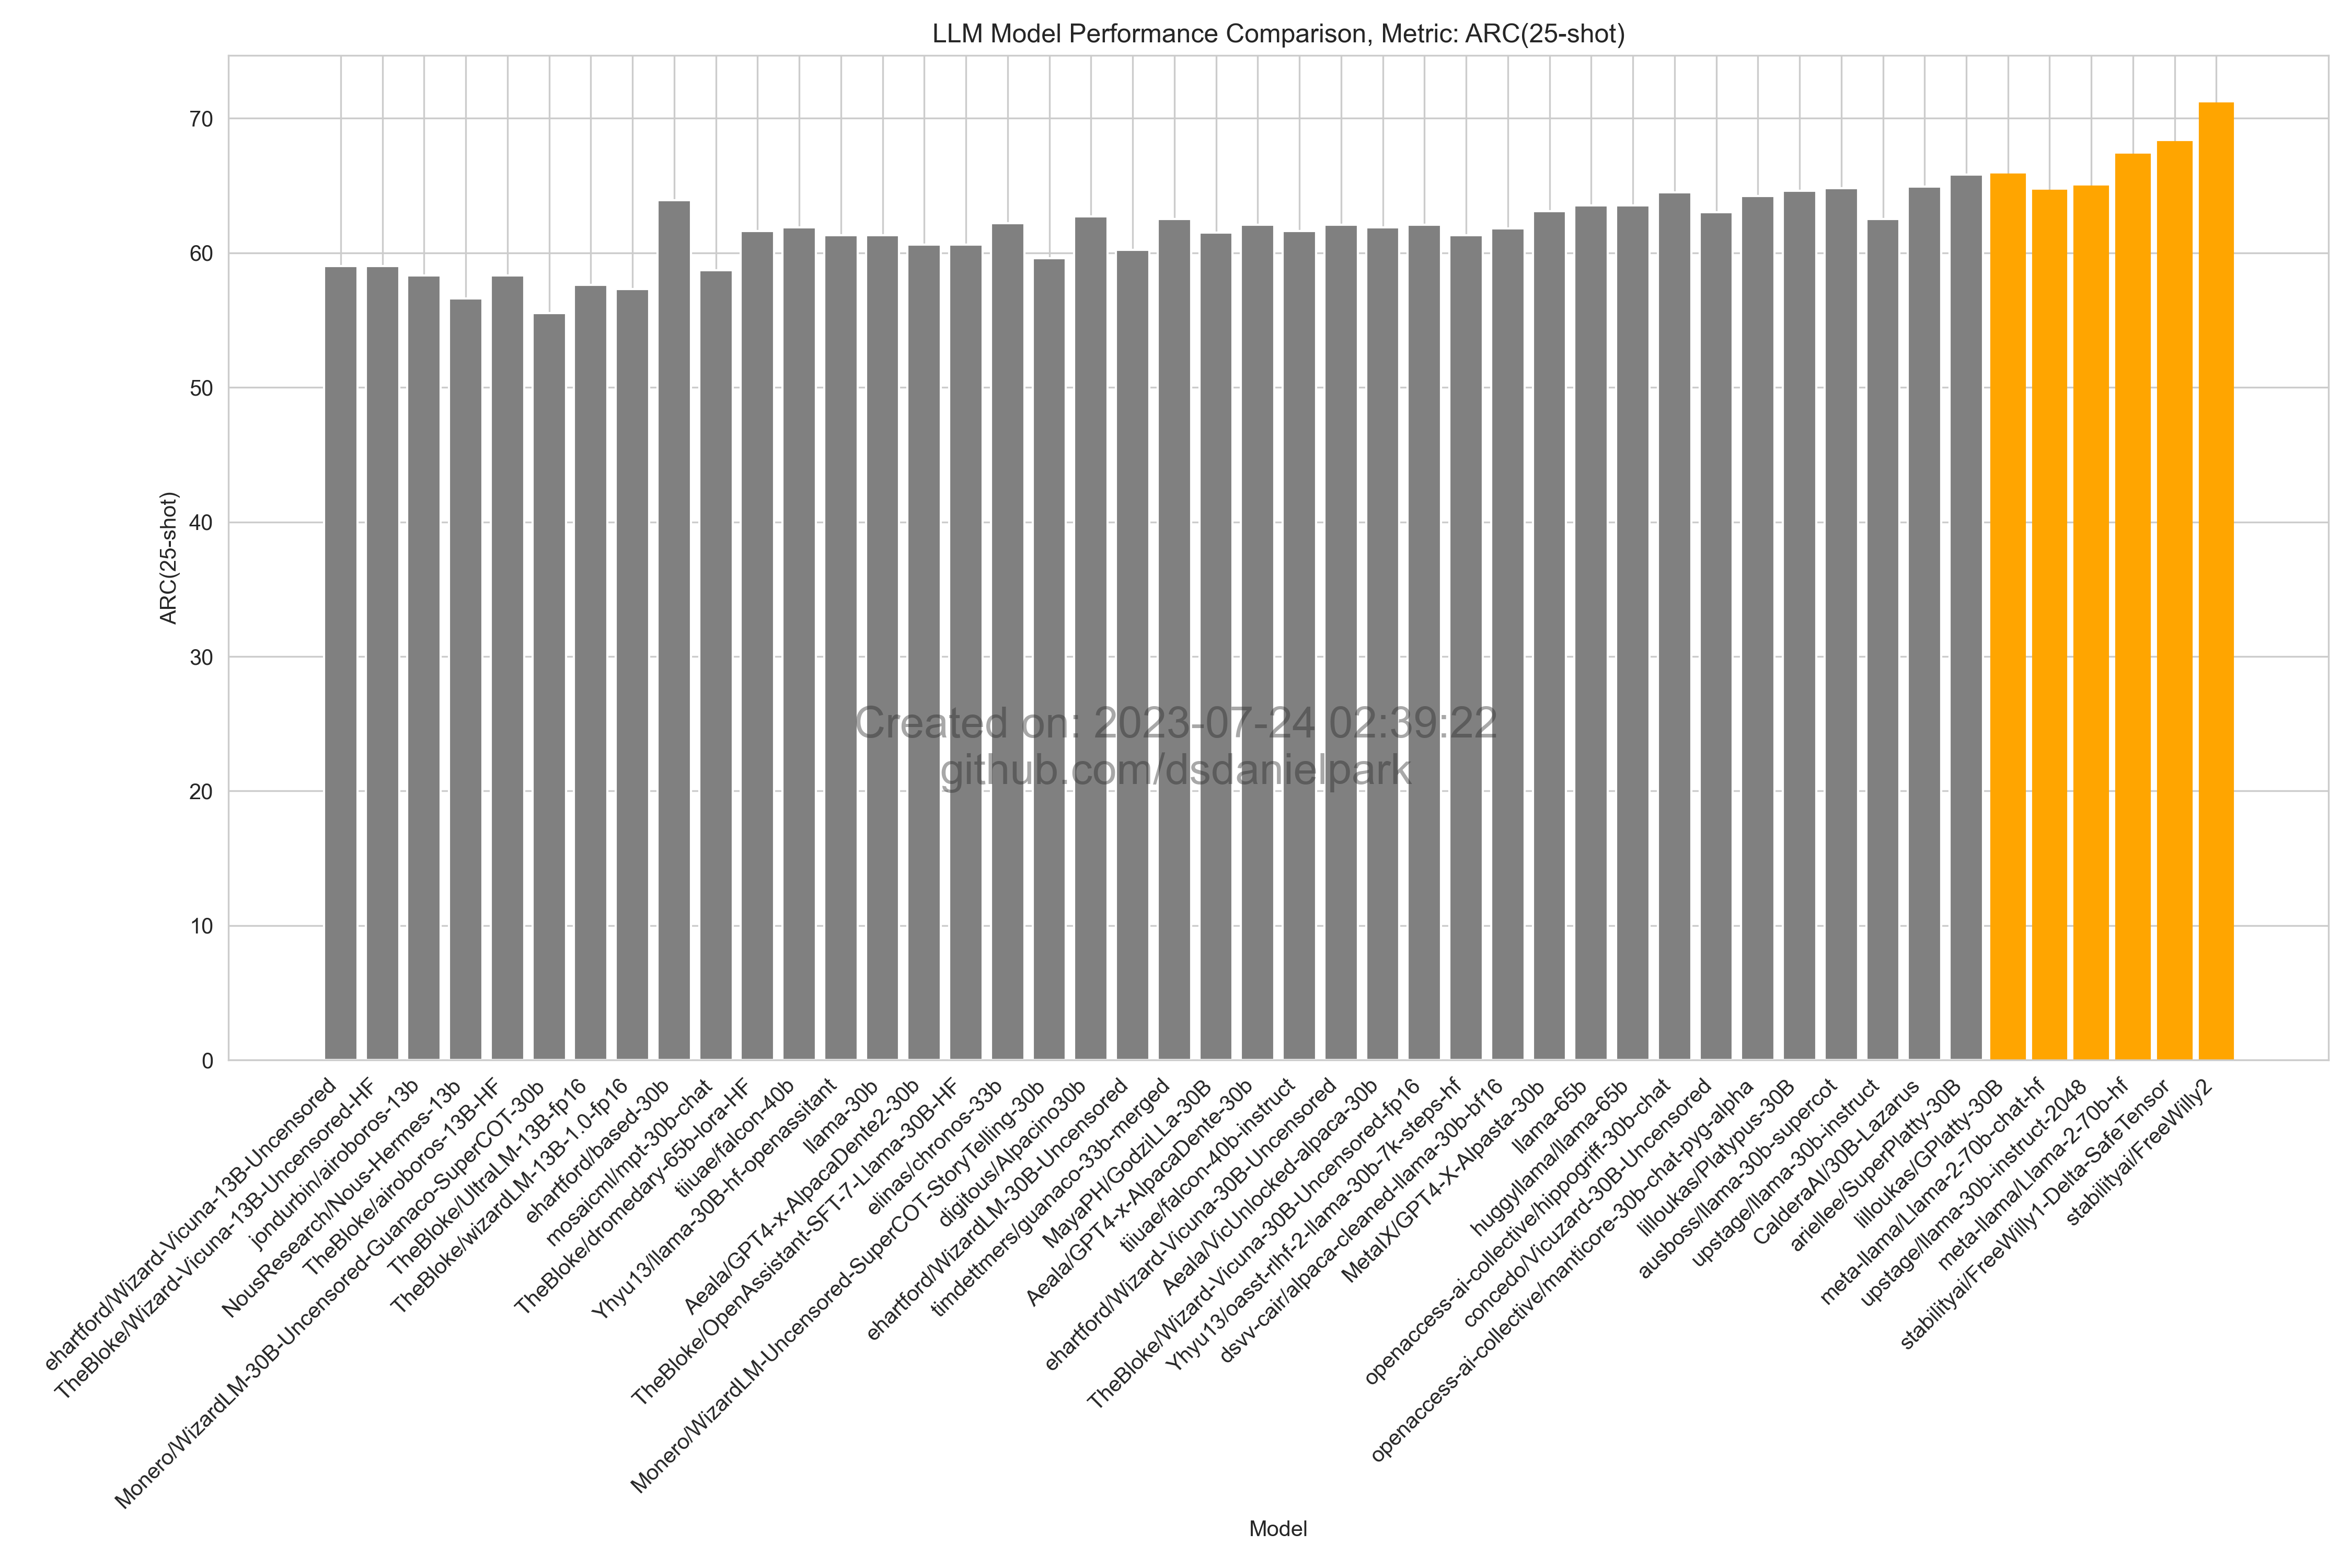 LLM Model Performance Comparison, Metric: ARC(25-shot)
70
60
50
40
30
20
10
0
ARC(25-shot)
Created on: 2023-07-24 02:39:22
github.com/dsdanielpark
ehartford/Wizard-Vicuna-13B-Uncensored
TheBloke/Wizard-Vicuna-13B-Uncensored-HF
jondurbin/airoboros-13b
NousResearch/Nous-Hermes-13b
TheBloke/airoboros-13B-HF
Monero/WizardLM-30B-Uncensored-Guanaco-SuperCOT-30b
TheBloke/UltraLM-13B-fp16
TheBloke/wizardLM-13B-1.0-fp16
ehartford/based-30b
mosaicml/mpt-30b-chat
TheBloke/dromedary-65b-lora-HF
tiiuae/falcon-40b
Yhyu13/llama-30B-hf-openassitant
llama-30b
Aeala/GPT4-x-AlpacaDente2-30b
TheBloke/OpenAssistant-SFT-7-Llama-30B-HF
elinas/chronos-33b
Monero/WizardLM-Uncensored-SuperCOT-StoryTelling-30b
digitous/Alpacino30b
ehartford/WizardLM-30B-Uncensored
timdettmers/guanaco-33b-merged
MayaPH/GodziLLa-30B
Aeala/GPT4-x-AlpacaDente-30b
tiiuae/falcon-40b-instruct
ehartford/Wizard-Vicuna-30B-Uncensored
Aeala/VicUnlocked-alpaca-30b
TheBloke/Wizard-Vicuna-30B-Uncensored-fp16
Yhyu13/oasst-rlhf-2-llama-30b-7k-steps-hf
dsvv-cair/alpaca-cleaned-llama-30b-bf16
MetaIX/GPT4-X-Alpasta-30b
llama-65b
huggyllama/llama-65b
openaccess-ai-collective/hippogriff-30b-chat
concedo/Vicuzard-30B-Uncensored
openaccess-ai-collective/manticore-30b-chat-pyg-alpha
lilloukas/Platypus-30B
ausboss/llama-30b-supercot
upstage/llama-30b-instruct
CalderaAI/30B-Lazarus
ariellee/SuperPlatty-30B
lilloukas/GPlatty-30B
meta-llama/Llama-2-70b-chat-hf
upstage/llama-30b-instruct-2048
meta-llama/Llama-2-70b-hf
stabilityai/FreeWilly1-Delta-SafeTensor
stabilityai/FreeWilly2
Model